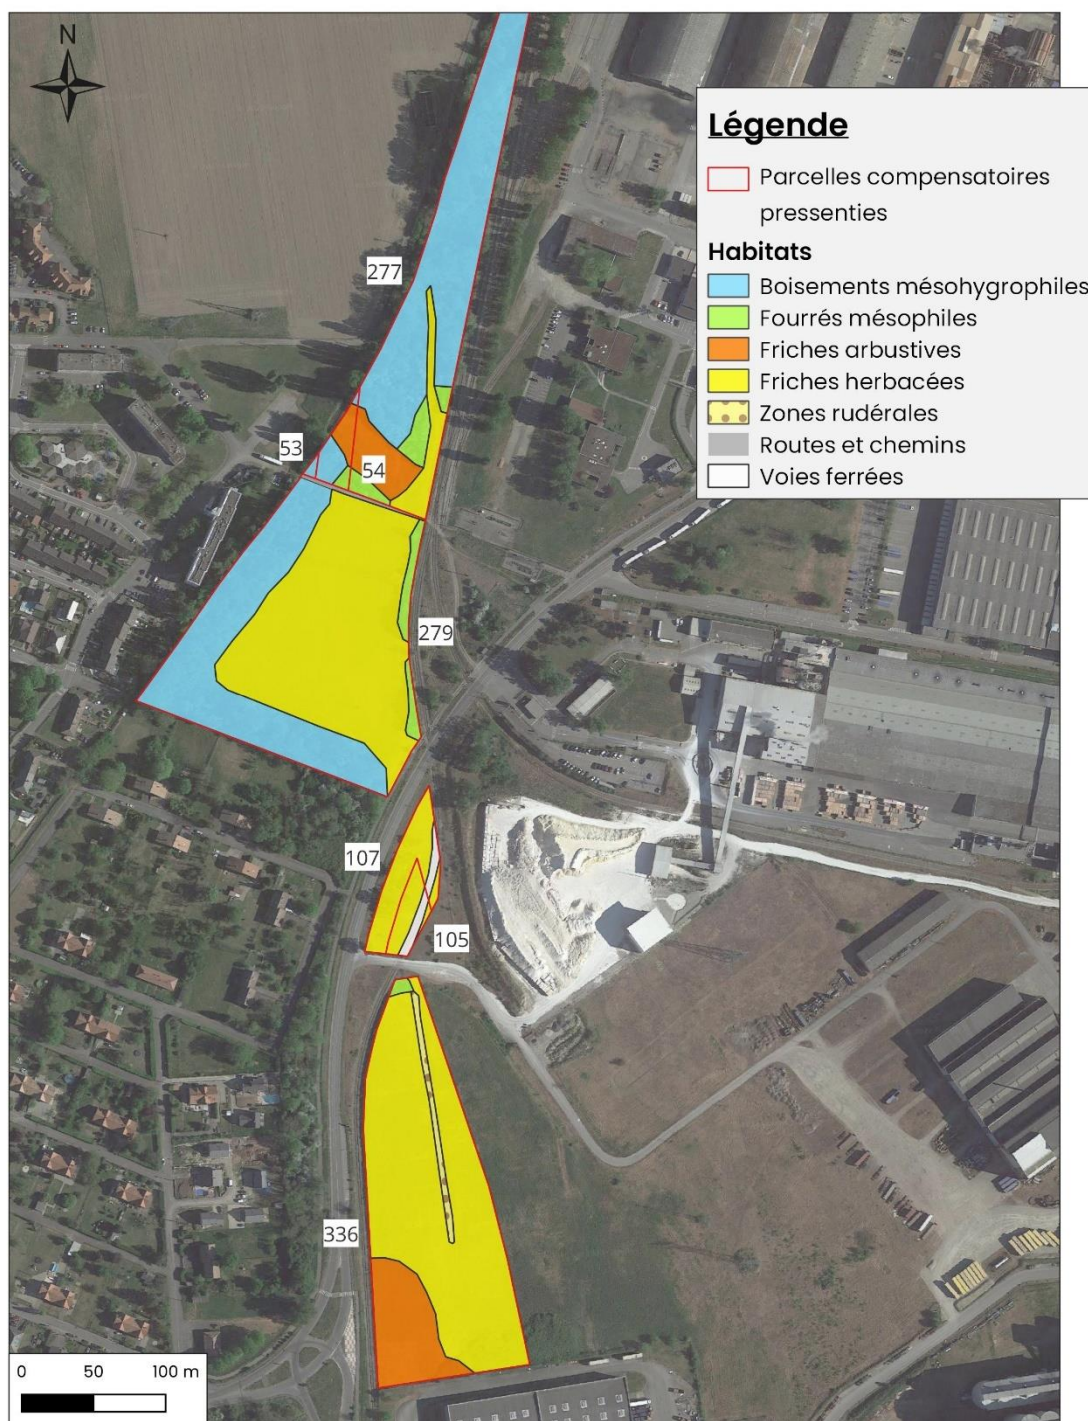 N
Légende
Parcelles compensatoires
pressenties
Habitats
Boisements mésohygrophiles
Fourrés mésophiles
Friches arbustives
Friches herbacées
Zones rudérales
Routes et chemins
Voies ferrées
277
53
54
279
107
105
336
0 50 100 m